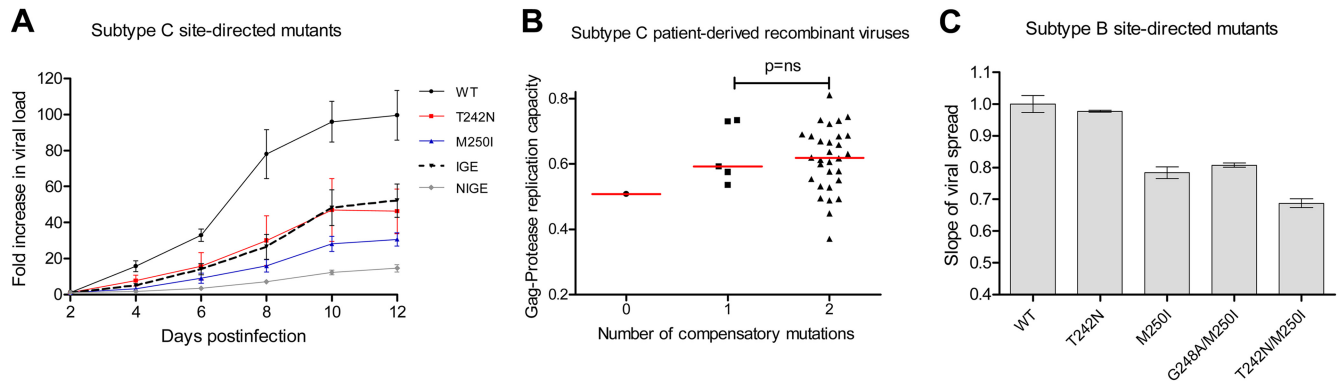 A
Subtype C site-directed mutants
Fold increase in viral load
120
100
80
60
40
20
0
2
4
6
8
10
12
Days postinfection
WT
T242N
M250I
IGE
NIGE
B
Subtype C patient-derived recombinant viruses
p=ns
Gag-Protease replication capacity
0.8
0.6
0.4
0.2
0
1
2
Number of compensatory mutations
C
Subtype B site-directed mutants
Slope of viral spread
1.1
1.0
0.9
0.8
0.7
0.6
0.5
0.4
WT
T242N
M250I
G248A/M250I
T242N/M250I